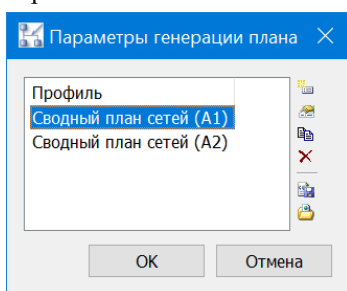 Параметры генерации плана
Профиль
Сводный план сетей (А1)
Сводный план сетей (А2)
ОК
Отмена